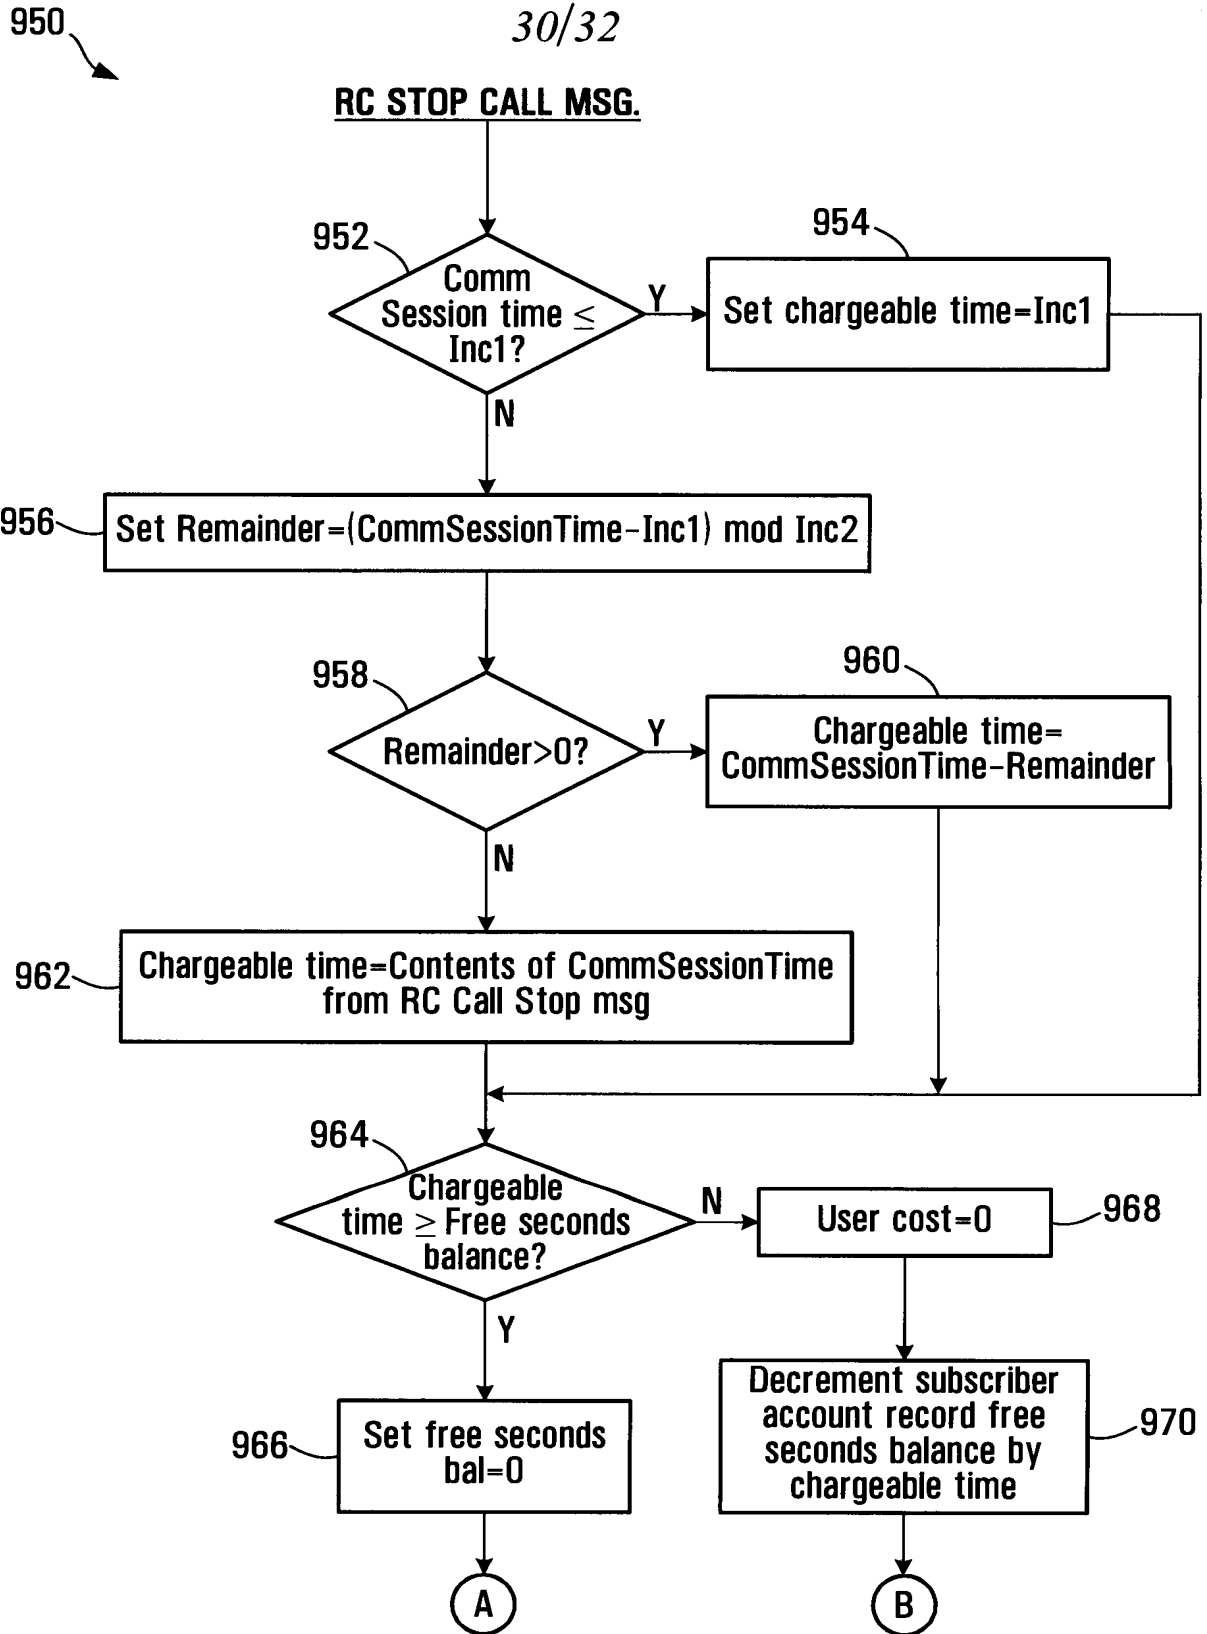 950
30/32
RC STOP CALL MSG.
952
Comm
Session time ≤
Inc1?
Y
954
Set chargeable time=Inc1
N
956
Set Remainder=(CommSessionTime-Inc1) mod Inc2
958
Remainder>0?
Y
960
Chargeable time=
CommSessionTime-Remainder
N
962
Chargeable time=Contents of CommSessionTime
from RC Call Stop msg
964
Chargeable
time ≥ Free seconds
balance?
N
User cost=0
968
Y
966
Set free seconds
bal=0
Decrement subscriber
account record free
seconds balance by
chargeable time
970
A
B